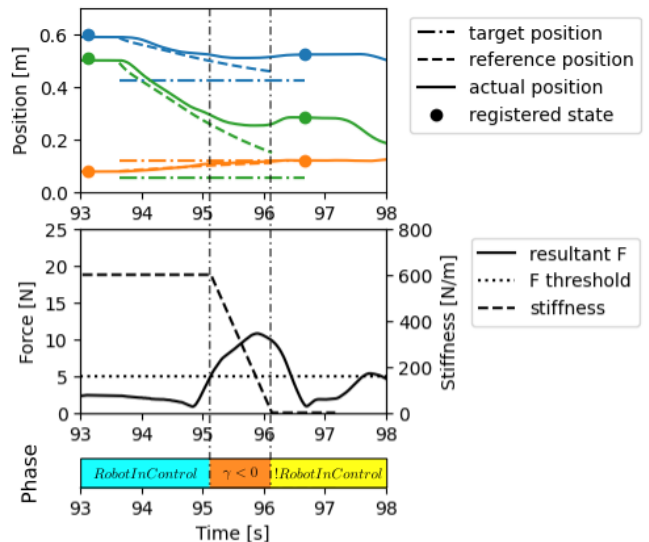 0.6
0.4
0.2
0.0
Position [m]
93 94 95 96 97 98
target position
reference position
actual position
registered state
25
20
15
10
5
0
Force [N]
800
600
400
200
0
Stiffness [N/m]
93 94 95 96 97 98
resultant F
F threshold
stiffness
Phase
RobotInControl γ < 0 !RobotInControl
93 94 95 96 97 98
Time [s]